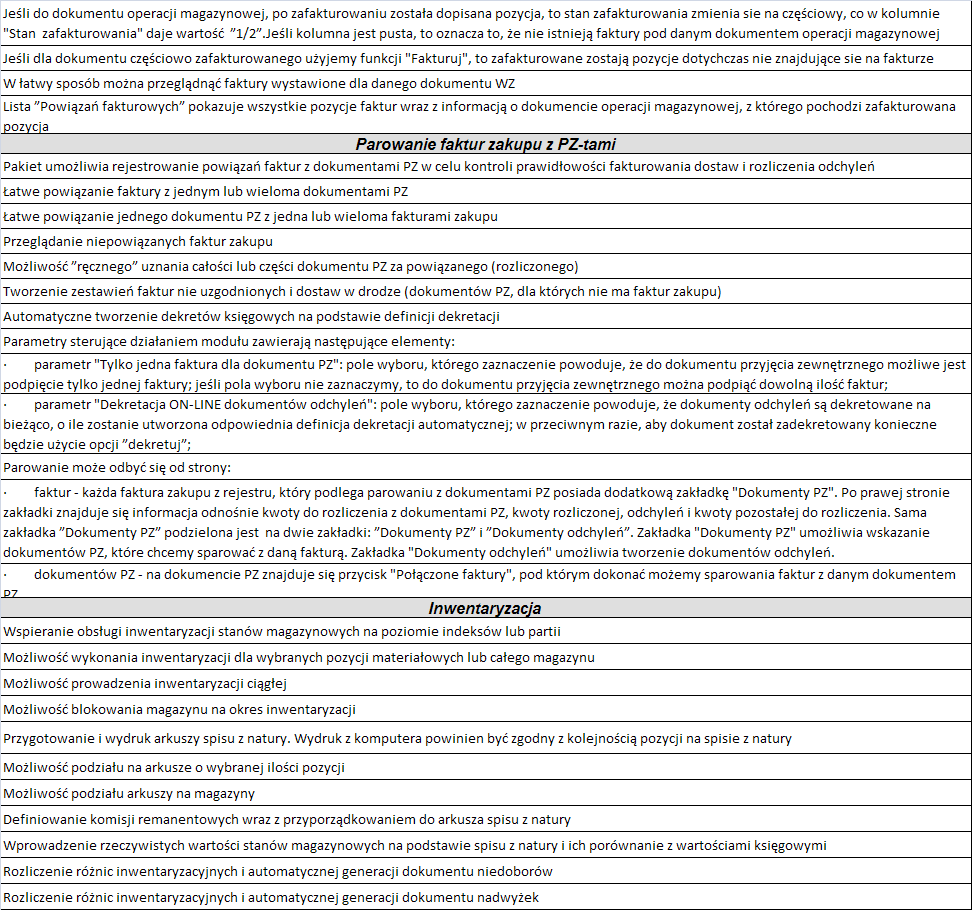 Jeśli do dokumentu operacji magazynowej, po zafakturowaniu została dopisana pozycja, to stan zafakturowania zmienia sie na częściowy, co w kolumnie
"Stan zafakturowania" daje wartość ”1/2”.Jeśli kolumna jest pusta, to oznacza to, że nie istnieją faktury pod danym dokumentem operacji magazynowej
Jeśli dla dokumentu częściowo zafakturowanego użyjemy funkcji "Fakturuj", to zafakturowane zostają pozycje dotychczas nie znajdujące sie na fakturze
W łatwy sposób można przeglądnąć faktury wystawione dla danego dokumentu WZ
Lista ”Powiązań fakturowych” pokazuje wszystkie pozycje faktur wraz z informacją o dokumencie operacji magazynowej, z którego pochodzi zafakturowana
pozycja
Parowanie faktur zakupu z PZ-tami
Pakiet umożliwia rejestrowanie powiązań faktur z dokumentami PZ w celu kontroli prawidłowości fakturowania dostaw i rozliczenia odchyleń
Łatwe powiązanie faktury z jednym lub wieloma dokumentami PZ
Łatwe powiązanie jednego dokumentu PZ z jedna lub wieloma fakturami zakupu
Przeglądanie niepowiązanych faktur zakupu
Możliwość ”ręcznego” uznania całości lub części dokumentu PZ za powiązanego (rozliczonego)
Tworzenie zestawień faktur nie uzgodnionych i dostaw w drodze (dokumentów PZ, dla których nie ma faktur zakupu)
Automatyczne tworzenie dekretów księgowych na podstawie definicji dekretacji
Parametry sterujące działaniem modułu zawierają następujące elementy:
· parametr "Tylko jedna faktura dla dokumentu PZ": pole wyboru, którego zaznaczenie powoduje, że do dokumentu przyjęcia zewnętrznego możliwe jest
podpięcie tylko jednej faktury; jeśli pola wyboru nie zaznaczymy, to do dokumentu przyjęcia zewnętrznego można podpiąć dowolną ilość faktur;
· parametr "Dekretacja ON-LINE dokumentów odchyleń": pole wyboru, którego zaznaczenie powoduje, że dokumenty odchyleń są dekretowane na
bieżąco, o ile zostanie utworzona odpowiednia definicja dekretacji automatycznej; w przeciwnym razie, aby dokument został zadekretowany konieczne
będzie użycie opcji ”dekretuj”;
Parowanie może odbyć się od strony:
· faktur - każda faktura zakupu z rejestru, który podlega parowaniu z dokumentami PZ posiada dodatkową zakładkę "Dokumenty PZ". Po prawej stronie
zakładki znajduje się informacja odnośnie kwoty do rozliczenia z dokumentami PZ, kwoty rozliczonej, odchyleń i kwoty pozostałej do rozliczenia. Sama
zakładka ”Dokumenty PZ” podzielona jest na dwie zakładki: ”Dokumenty PZ” i ”Dokumenty odchyleń”. Zakładka "Dokumenty PZ" umożliwia wskazanie
dokumentów PZ, które chcemy sparować z daną fakturą. Zakładka "Dokumenty odchyleń" umożliwia tworzenie dokumentów odchyleń.
· dokumentów PZ - na dokumencie PZ znajduje się przycisk "Połączone faktury", pod którym dokonać możemy sparowania faktur z danym dokumentem
PZ
Inwentaryzacja
Wspieranie obsługi inwentaryzacji stanów magazynowych na poziomie indeksów lub partii
Możliwość wykonania inwentaryzacji dla wybranych pozycji materiałowych lub całego magazynu
Możliwość prowadzenia inwentaryzacji ciągłej
Możliwość blokowania magazynu na okres inwentaryzacji
Przygotowanie i wydruk arkuszy spisu z natury. Wydruk z komputera powinien być zgodny z kolejnością pozycji na spisie z natury
Możliwość podziału na arkusze o wybranej ilości pozycji
Możliwość podziału arkuszy na magazyny
Definiowanie komisji remanentowych wraz z przyporządkowaniem do arkusza spisu z natury
Wprowadzenie rzeczywistych wartości stanów magazynowych na podstawie spisu z natury i ich porównanie z wartościami księgowymi
Rozliczenie różnic inwentaryzacyjnych i automatycznej generacji dokumentu niedoborów
Rozliczenie różnic inwentaryzacyjnych i automatycznej generacji dokumentu nadwyżek